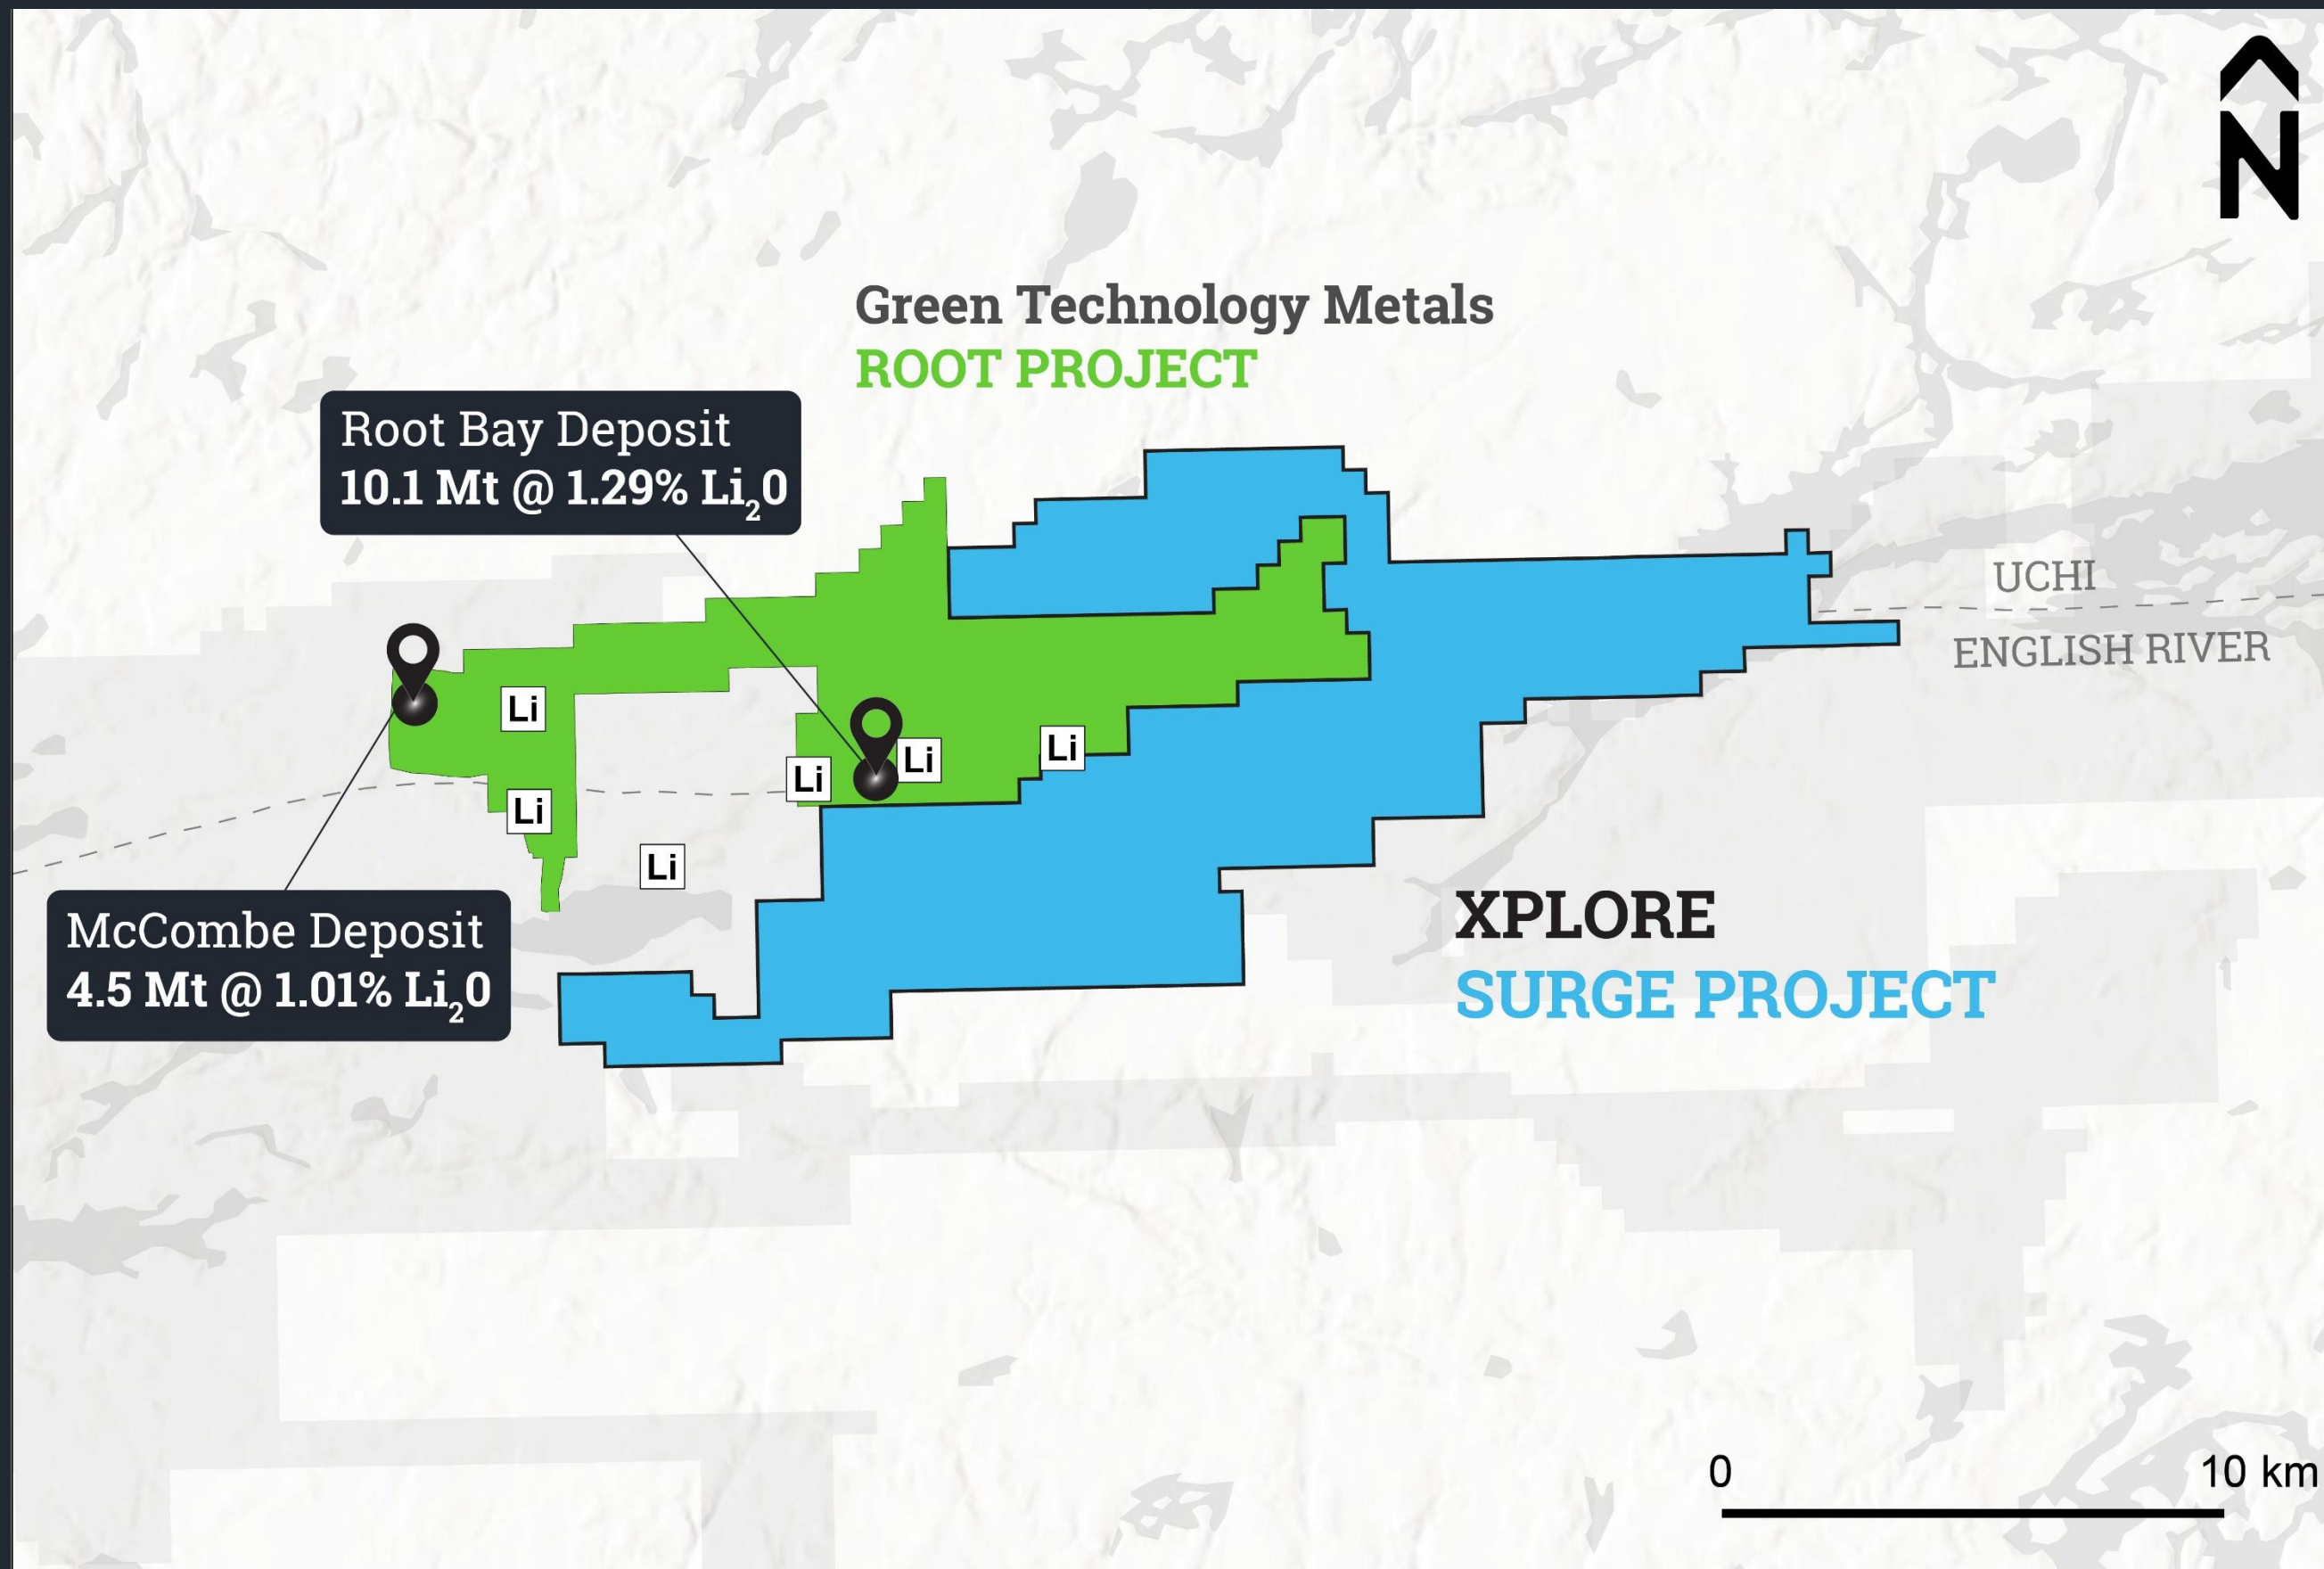 N
Green Technology Metals
ROOT PROJECT
Root Bay Deposit
10.1 Mt @ 1.29% Li₂0
UCHI
ENGLISH RIVER
Li
Li
Li
Li
Li
Li
McCombe Deposit
4.5 Mt @ 1.01% Li₂0
XPLORE
SURGE PROJECT
0 10 km